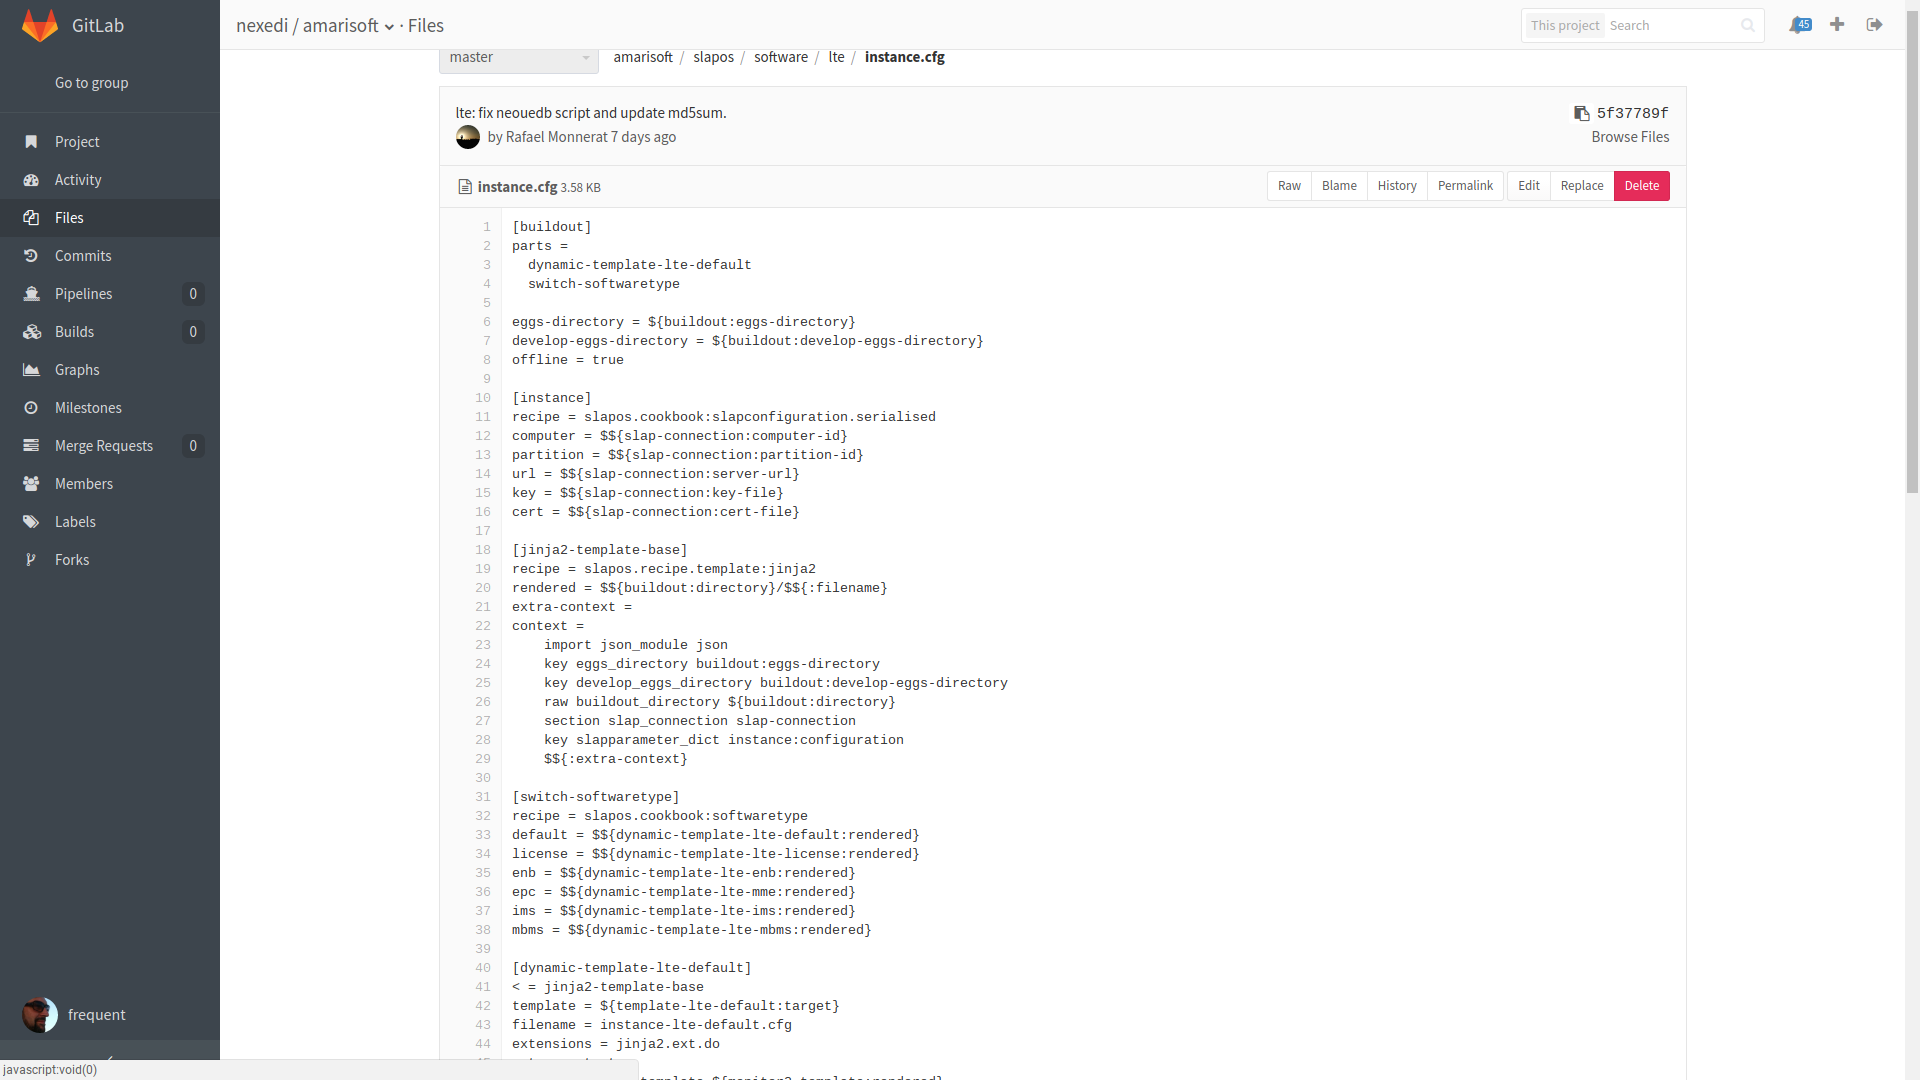 GitLab
nexedi / amarisoft · Files
This project Search
45
Go to group
Project
Activity
Files
Commits
Pipelines 0
Builds 0
Graphs
Milestones
Merge Requests 0
Members
Labels
Forks
frequent
javascript:void(0)
master
amarisoft / slapos / software / lte / instance.cfg
lte: fix neouedb script and update md5sum.
5f37789f
by Rafael Monnerat 7 days ago
Browse Files
instance.cfg 3.58 KB
Raw Blame History Permalink Edit Replace Delete
1 [buildout]
2 parts =
3   dynamic-template-lte-default
4   switch-softwaretype
5
6 eggs-directory = ${buildout:eggs-directory}
7 develop-eggs-directory = ${buildout:develop-eggs-directory}
8 offline = true
9
10 [instance]
11 recipe = slapos.cookbook:slapconfiguration.serialised
12 computer = $${slap-connection:computer-id}
13 partition = $${slap-connection:partition-id}
14 url = $${slap-connection:server-url}
15 key = $${slap-connection:key-file}
16 cert = $${slap-connection:cert-file}
17
18 [jinja2-template-base]
19 recipe = slapos.recipe.template:jinja2
20 rendered = $${buildout:directory}/$${:filename}
21 extra-context =
22 context =
23     import json_module json
24     key eggs_directory buildout:eggs-directory
25     key develop_eggs_directory buildout:develop-eggs-directory
26     raw buildout_directory ${buildout:directory}
27     section slap_connection slap-connection
28     key slapparameter_dict instance:configuration
29     $${:extra-context}
30
31 [switch-softwaretype]
32 recipe = slapos.cookbook:softwaretype
33 default = $${dynamic-template-lte-default:rendered}
34 license = $${dynamic-template-lte-license:rendered}
35 enb = $${dynamic-template-lte-enb:rendered}
36 epc = $${dynamic-template-lte-mme:rendered}
37 ims = $${dynamic-template-lte-ims:rendered}
38 mbms = $${dynamic-template-lte-mbms:rendered}
39
40 [dynamic-template-lte-default]
41 < = jinja2-template-base
42 template = ${template-lte-default:target}
43 filename = instance-lte-default.cfg
44 extensions = jinja2.ext.do